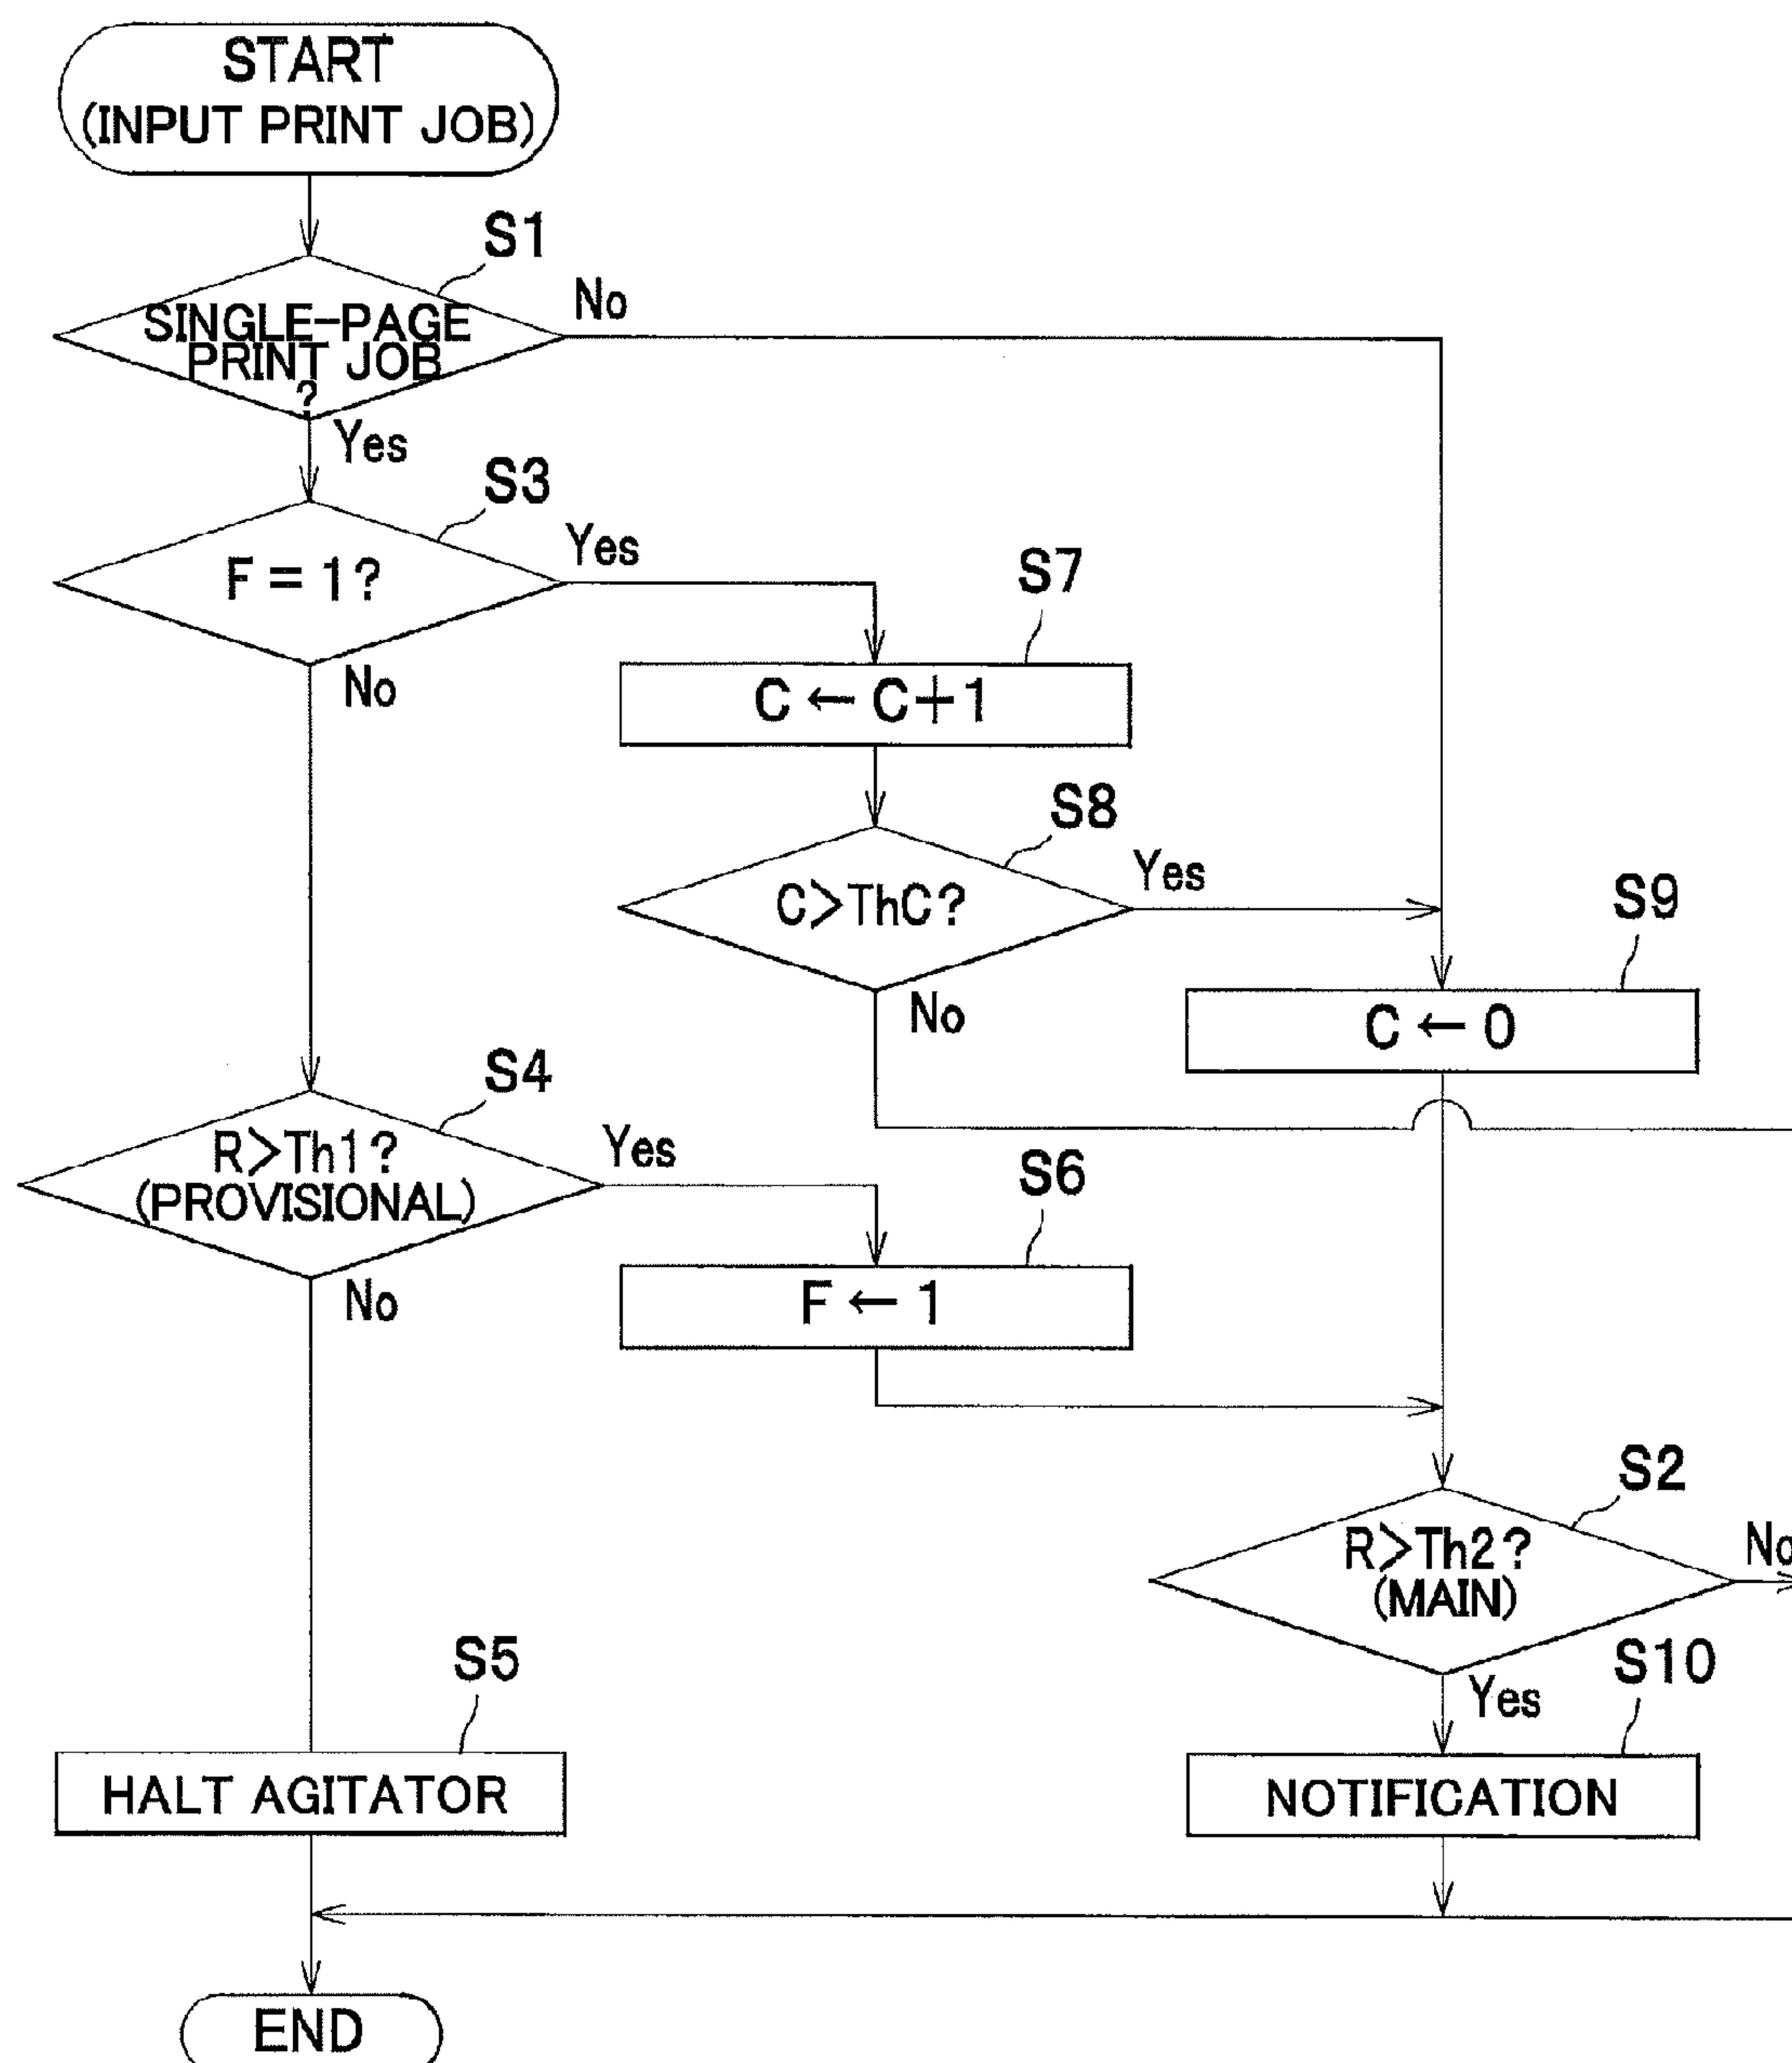 START
(INPUT PRINT JOB)
S1
SINGLE-PAGE
PRINT JOB
?
No
Yes
S3
F = 1?
Yes
No
S7
C ← C+1
S8
C>ThC?
Yes
No
S9
C ← 0
S4
R>Th1?
(PROVISIONAL)
Yes
No
S6
F ← 1
S2
R>Th2?
(MAIN)
No
Yes
S5
HALT AGITATOR
S10
NOTIFICATION
END